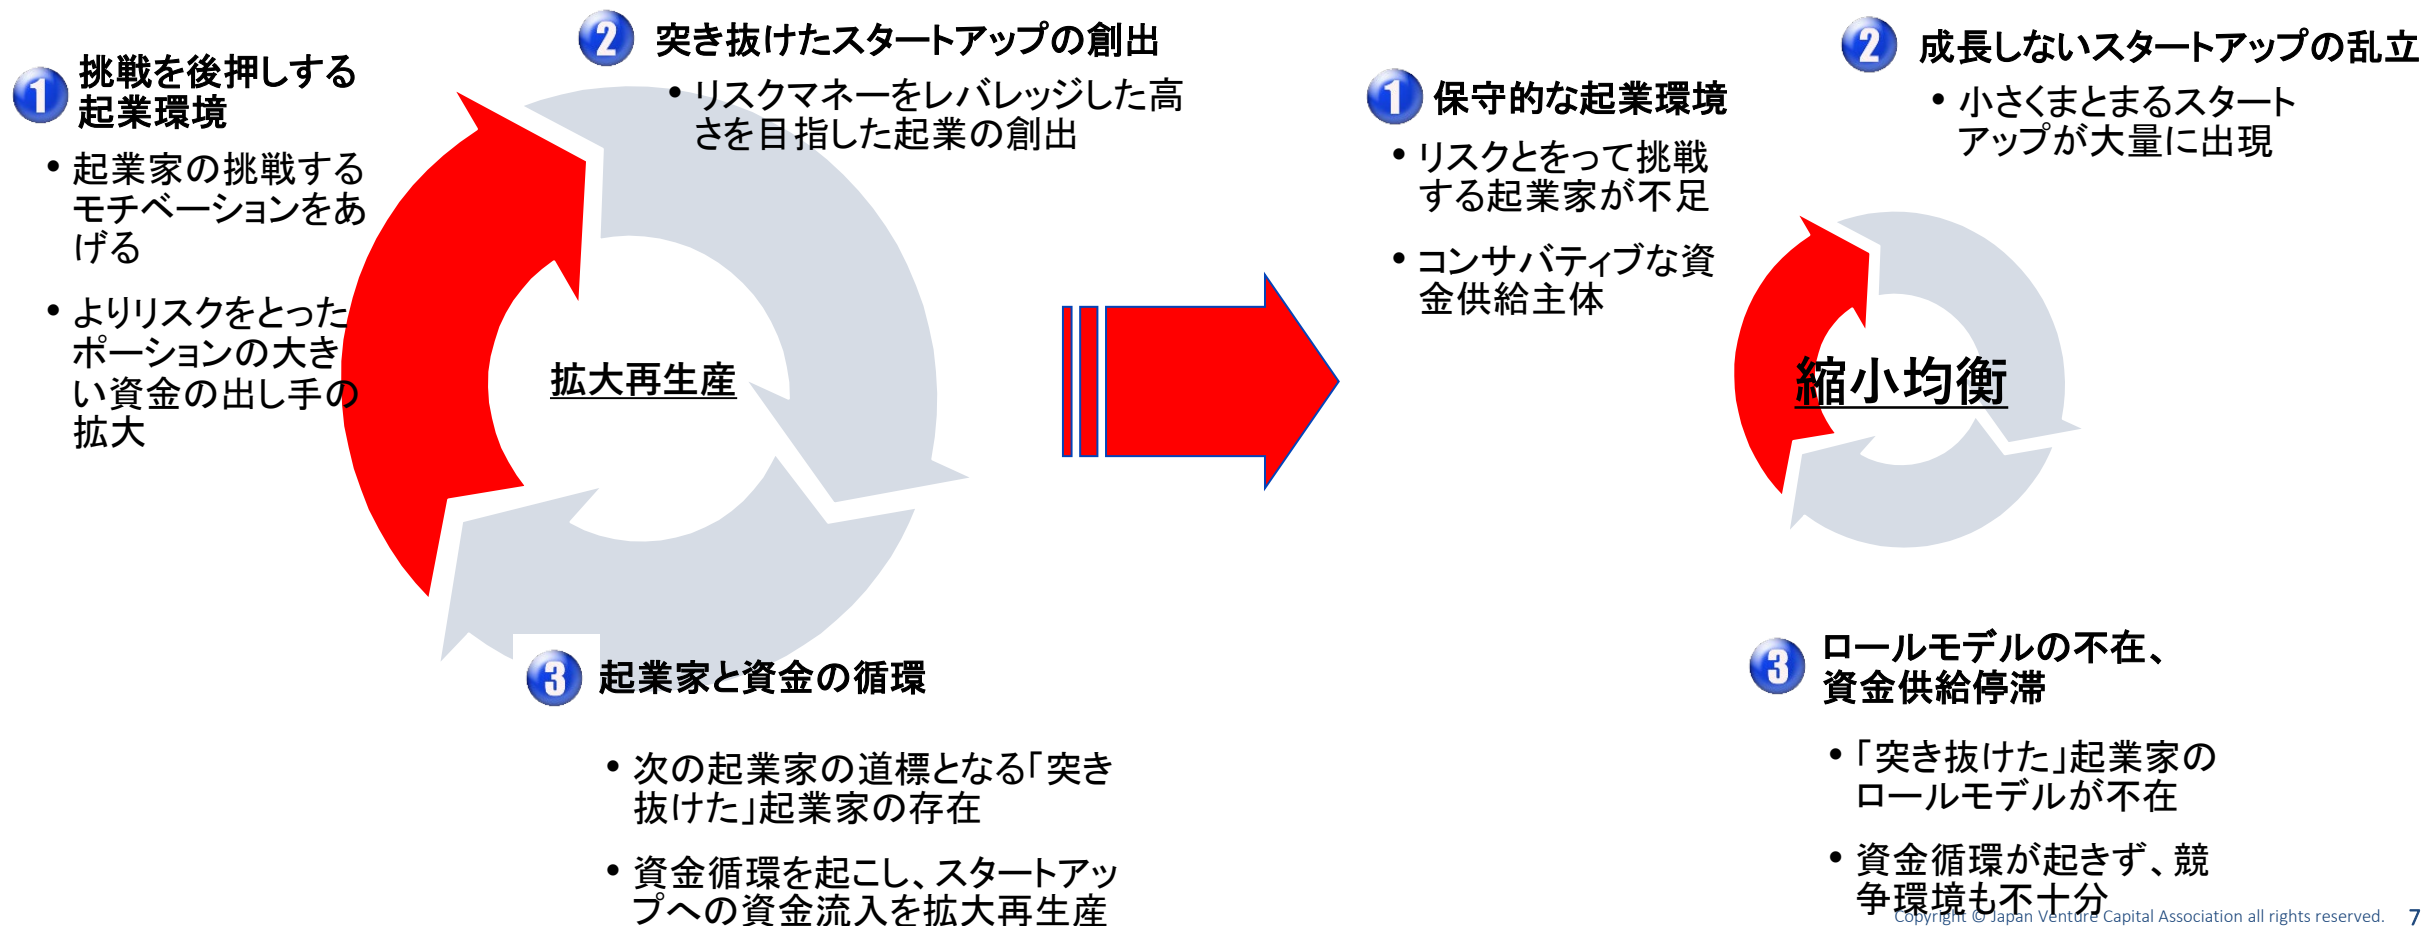 1 挑戦を後押しする
起業環境
• 起業家の挑戦する
モチベーションをあ
げる
• よりリスクをとった
ポーションの大き
い資金の出し手の
拡大
2 突き抜けたスタートアップの創出
• リスクマネーをレバレッジした高
さを目指した起業の創出
拡大再生産
3 起業家と資金の循環
• 次の起業家の道標となる「突き
抜けた」起業家の存在
• 資金循環を起こし、スタートアッ
プへの資金流入を拡大再生産
1 保守的な起業環境
• リスクとをって挑戦
する起業家が不足
• コンサバティブな資
金供給主体
2 成長しないスタートアップの乱立
• 小さくまとまるスタート
アップが大量に出現
縮小均衡
3 ロールモデルの不在、
資金供給停滞
• 「突き抜けた」起業家の
ロールモデルが不在
• 資金循環が起きず、競
争環境も不十分
Copyright © Japan Venture Capital Association all rights reserved. 7